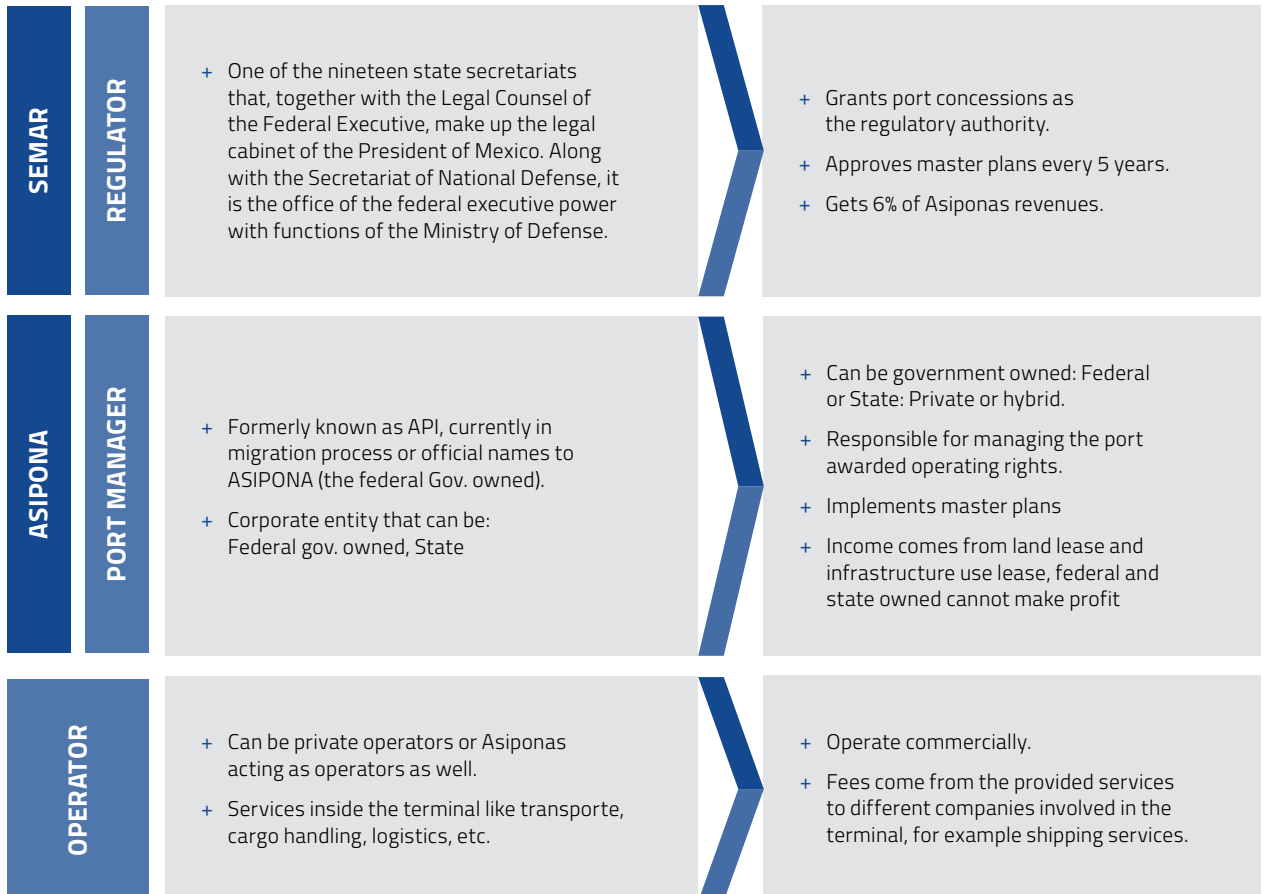 SEMAR
REGULATOR
+ One of the nineteen state secretariats
that, together with the Legal Counsel of
the Federal Executive, make up the legal
cabinet of the President of Mexico. Along
with the Secretariat of National Defense, it
is the office of the federal executive power
with functions of the Ministry of Defense.
+ Grants port concessions as
the regulatory authority.
+ Approves master plans every 5 years.
+ Gets 6% of Asiponas revenues.
ASIPONA
PORT MANAGER
+ Formerly known as API, currently in
migration process or official names to
ASIPONA (the federal Gov. owned).
+ Corporate entity that can be:
Federal gov. owned, State
+ Can be government owned: Federal
or State: Private or hybrid.
+ Responsible for managing the port
awarded operating rights.
+ Implements master plans
+ Income comes from land lease and
infrastructure use lease, federal and
state owned cannot make profit
OPERATOR
+ Can be private operators or Asiponas
acting as operators as well.
+ Services inside the terminal like transporte,
cargo handling, logistics, etc.
+ Operate commercially.
+ Fees come from the provided services
to different companies involved in the
terminal, for example shipping services.